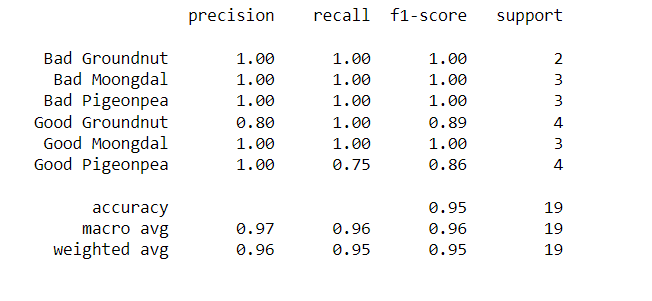 precision recall f1-score support
Bad Groundnut 1.00 1.00 1.00 2
Bad Moongdal 1.00 1.00 1.00 3
Bad Pigeonpea 1.00 1.00 1.00 3
Good Groundnut 0.80 1.00 0.89 4
Good Moongdal 1.00 1.00 1.00 3
Good Pigeonpea 1.00 0.75 0.86 4
accuracy 0.95 19
macro avg 0.97 0.96 0.96 19
weighted avg 0.96 0.95 0.95 19